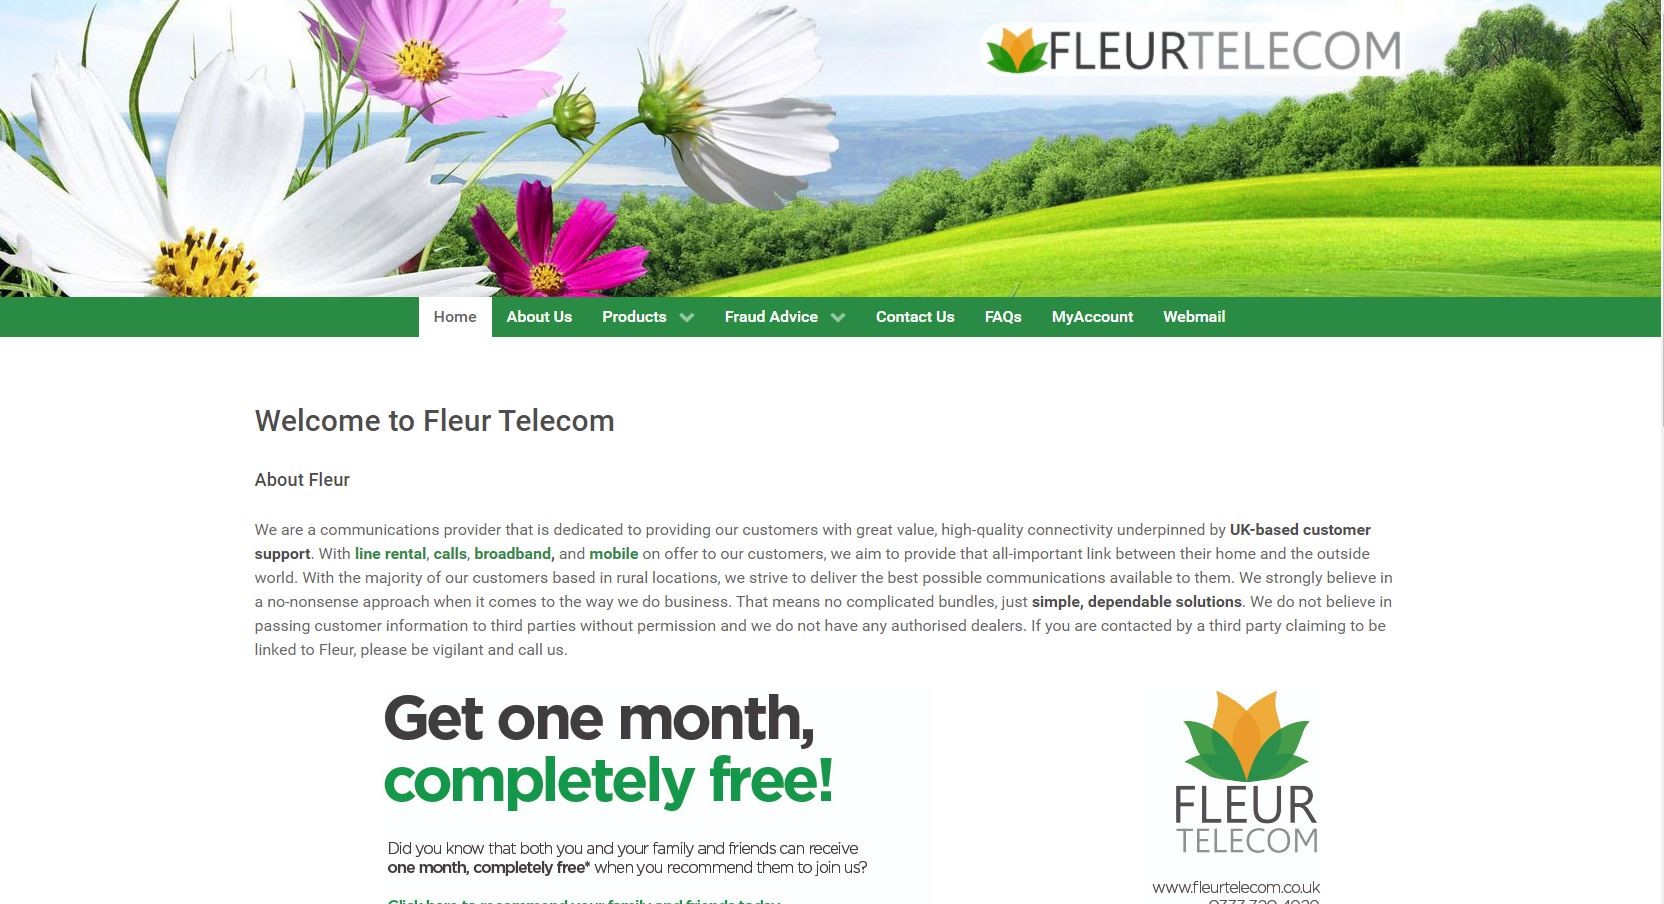 FLEURTELECOM
Home About Us Products Fraud Advice Contact Us FAQs MyAccount Webmail
Welcome to Fleur Telecom
About Fleur
We are a communications provider that is dedicated to providing our customers with great value, high-quality connectivity underpinned by UK-based customer
support. With line rental, calls, broadband, and mobile on offer to our customers, we aim to provide that all-important link between their home and the outside
world. With the majority of our customers based in rural locations, we strive to deliver the best possible communications available to them. We strongly believe in
a no-nonsense approach when it comes to the way we do business. That means no complicated bundles, just simple, dependable solutions. We do not believe in
passing customer information to third parties without permission and we do not have any authorised dealers. If you are contacted by a third party claiming to be
linked to Fleur, please be vigilant and call us.
Get one month,
completely free!
Did you know that both you and your family and friends can receive
one month, completely free* when you recommend them to join us?
Click here to recommend your family and friends today
FLEUR
TELECOM
www.fleurtelecom.co.uk